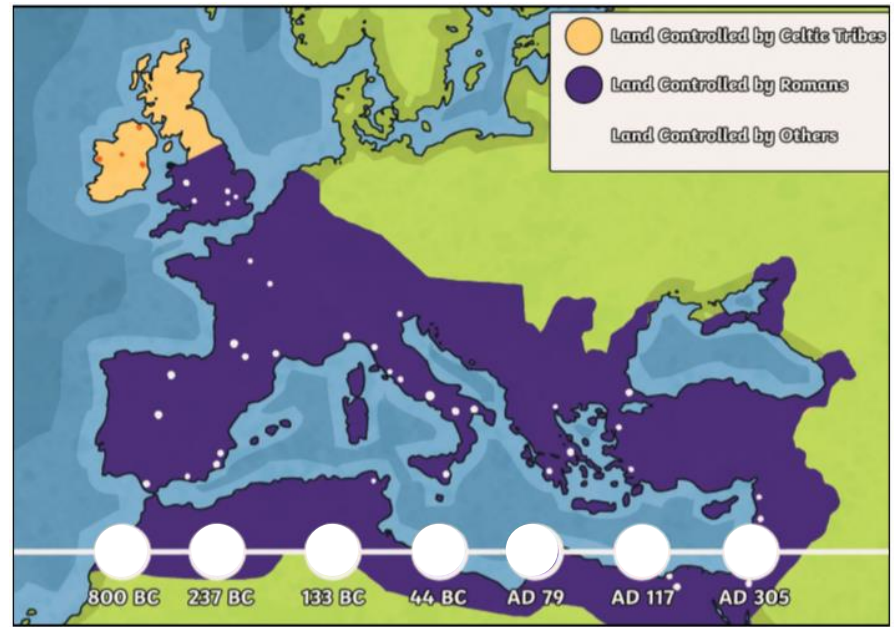 Land Controlled by Celtic Tribes
Land Controlled by Romans
Land Controlled by Others
800 BC 237 BC 133 BC 44 BC AD 79 AD 117 AD 305